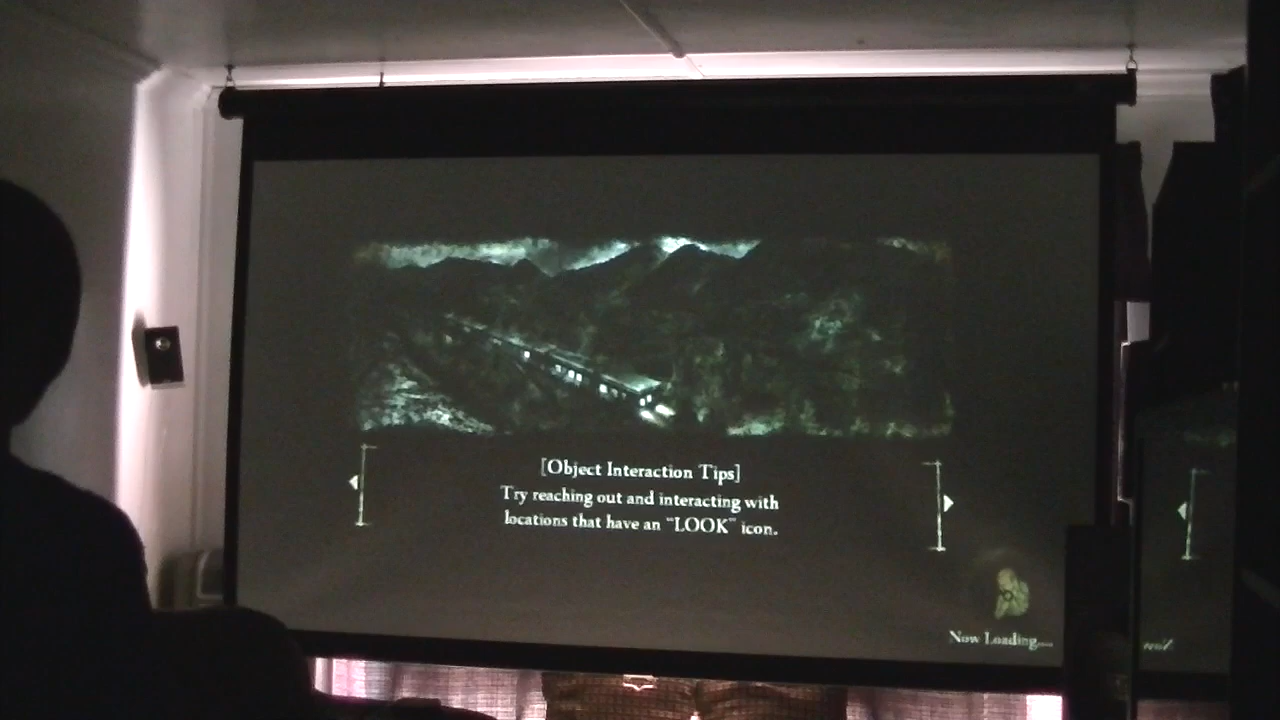 [Object Interaction Tips]
Try reaching out and interacting with
locations that have an "LOOK" icon.
Now Loading....